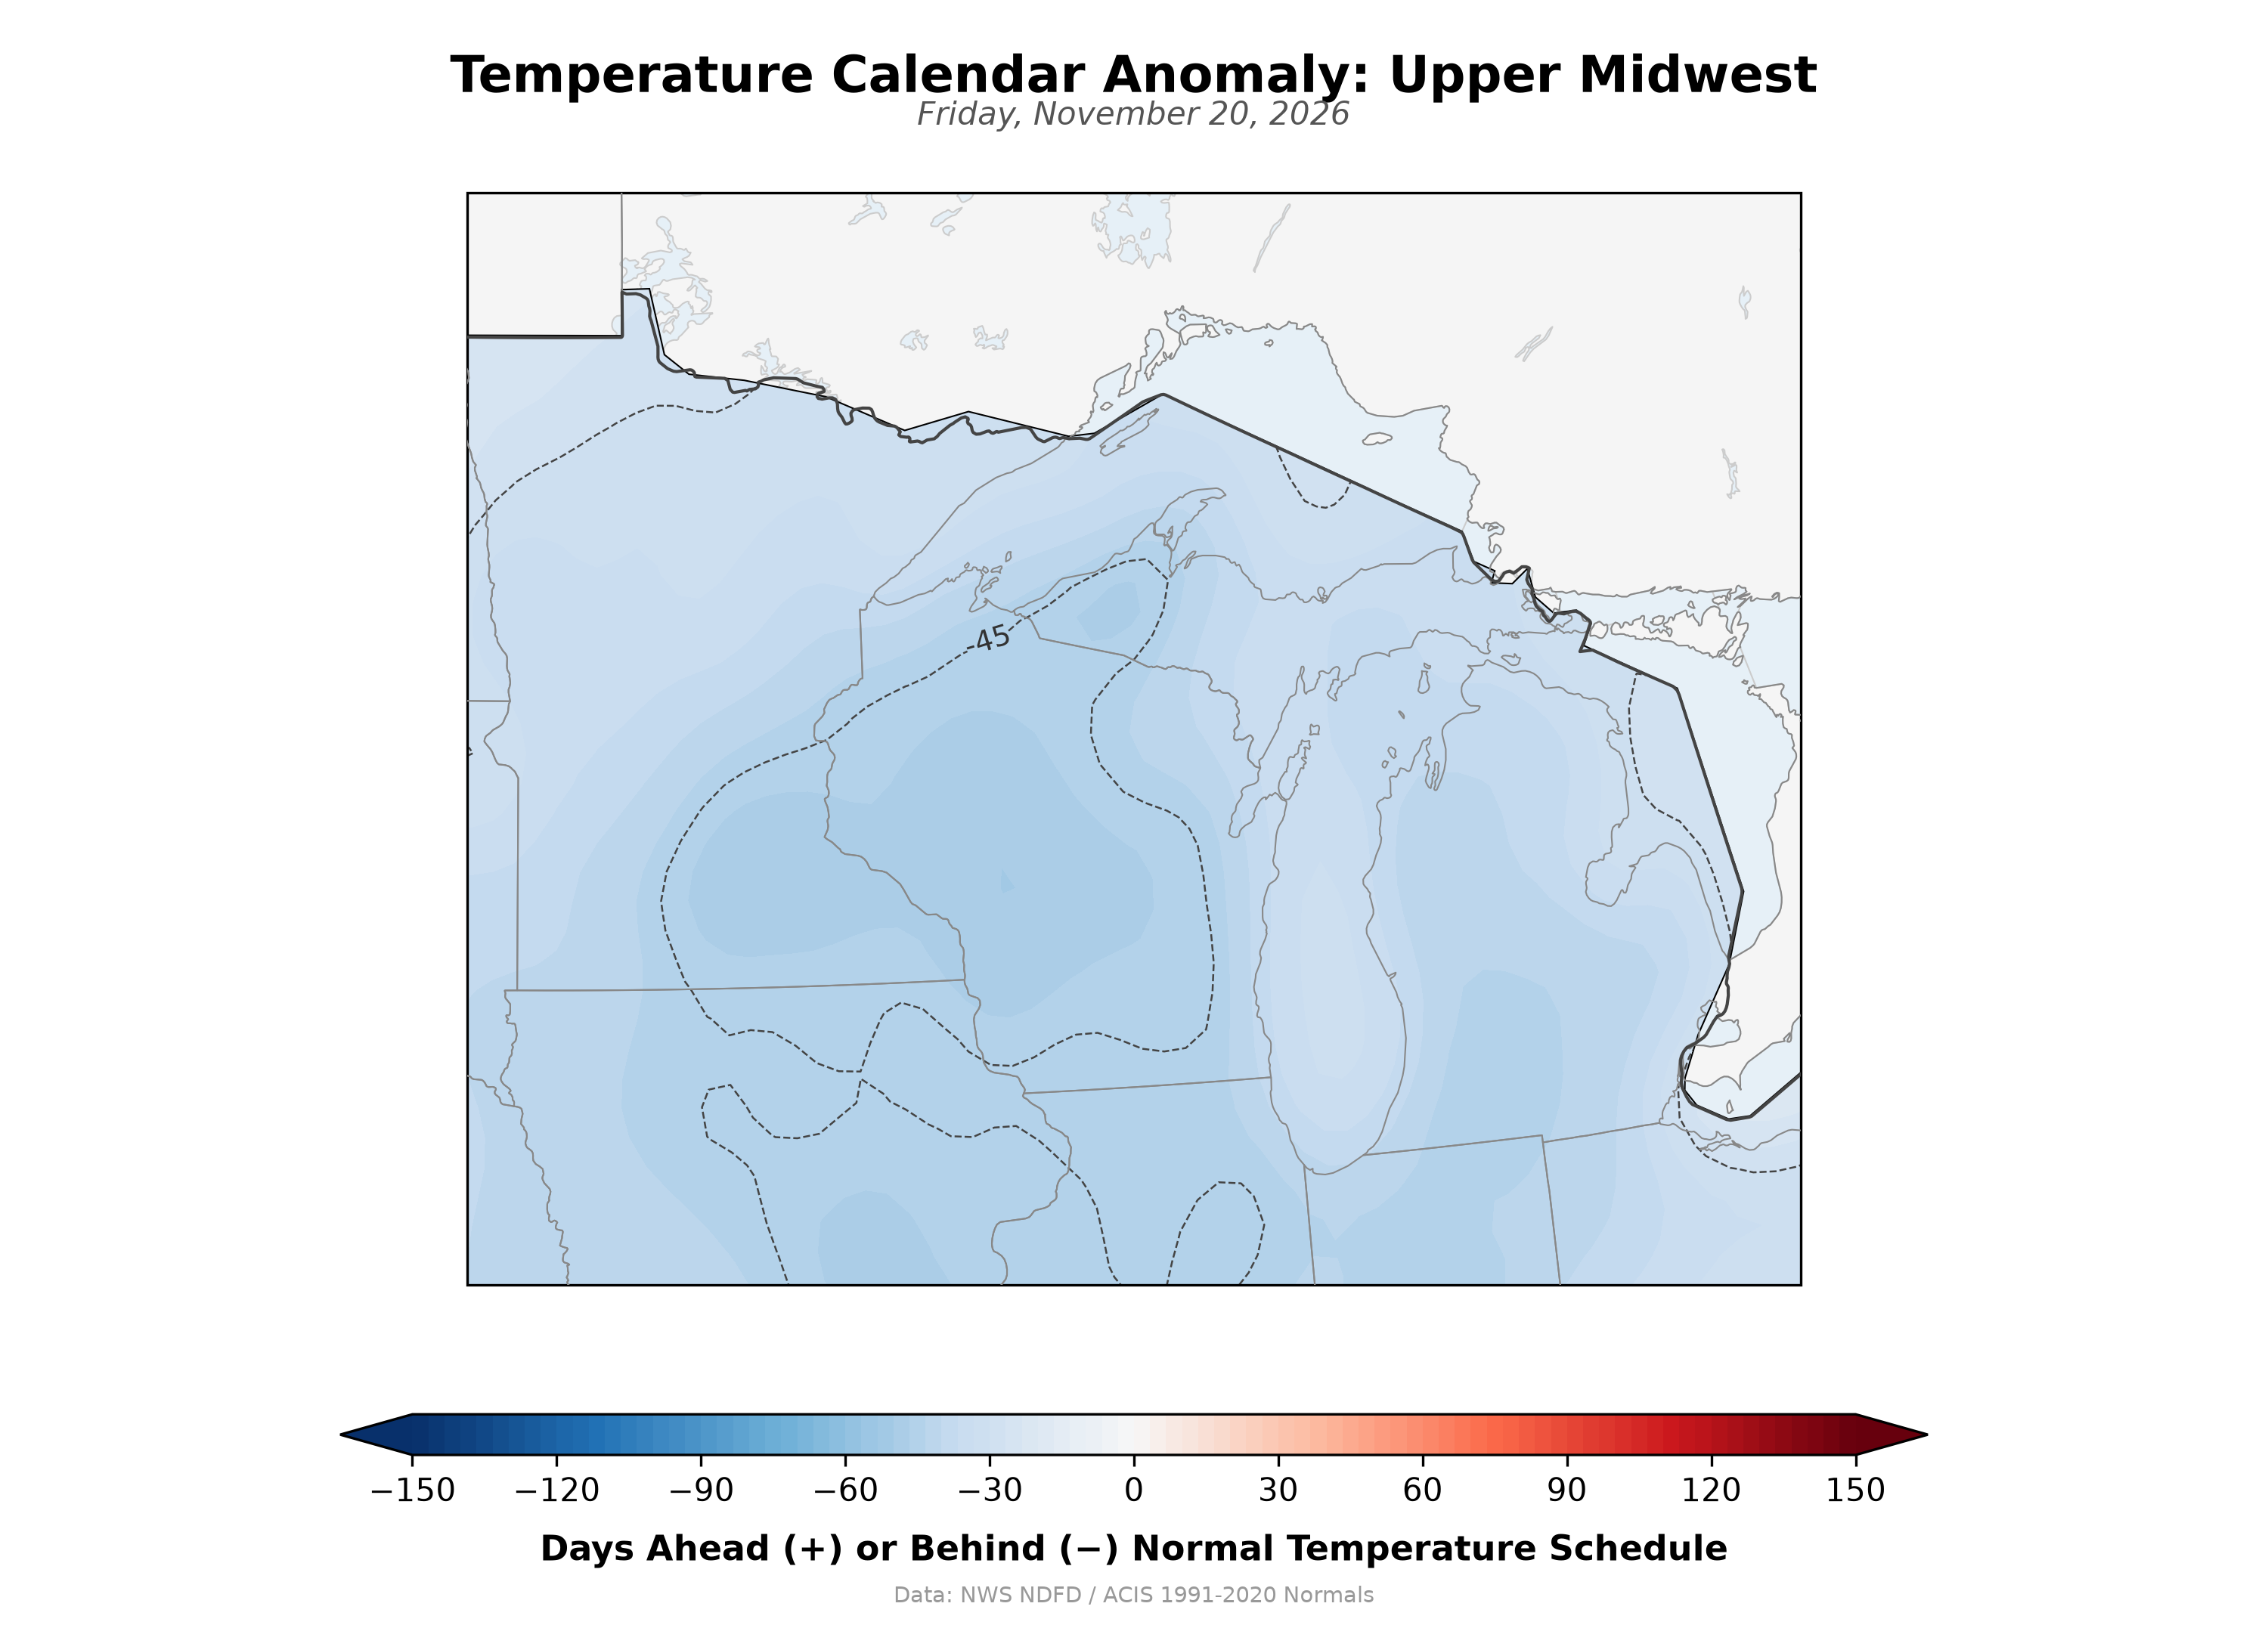 Temperature Calendar Anomaly: Upper Midwest
Friday, November 20, 2026
-45
−150 −120 −90 −60 −30 0 30 60 90 120 150
Days Ahead (+) or Behind (−) Normal Temperature Schedule
Data: NWS NDFD / ACIS 1991-2020 Normals